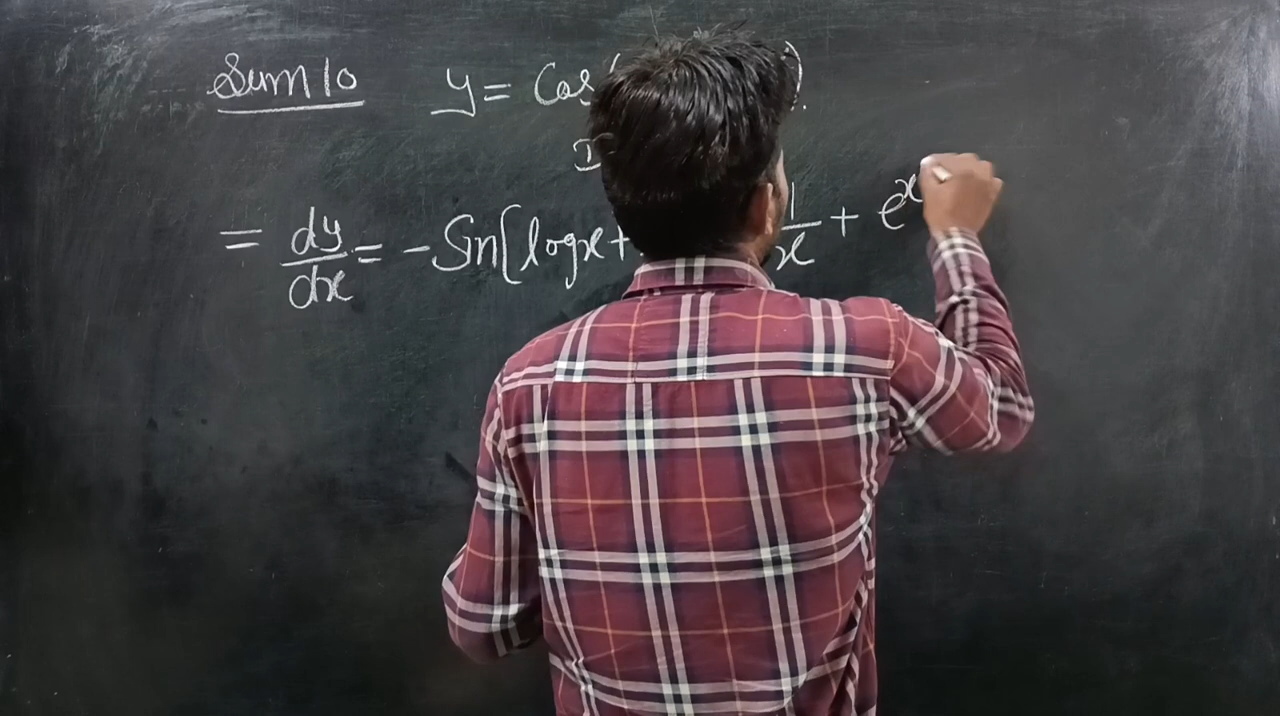 Sum 10 y = Cos( ).
= dy/dx = -Sin[logx+ 1/x + e^x